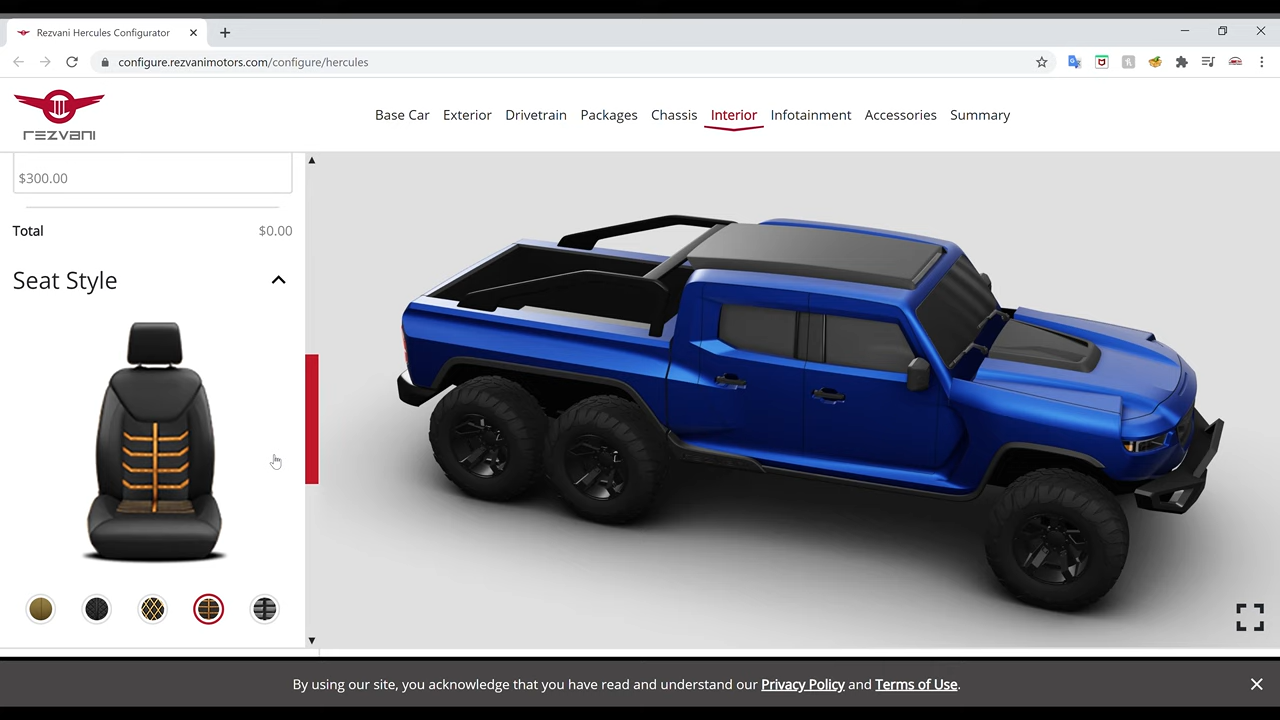 Rezvani Hercules Configurator
configure.rezvanimotors.com/configure/hercules
REZVANI
Base Car Exterior Drivetrain Packages Chassis Interior Infotainment Accessories Summary
$300.00
Total $0.00
Seat Style
By using our site, you acknowledge that you have read and understand our Privacy Policy and Terms of Use.